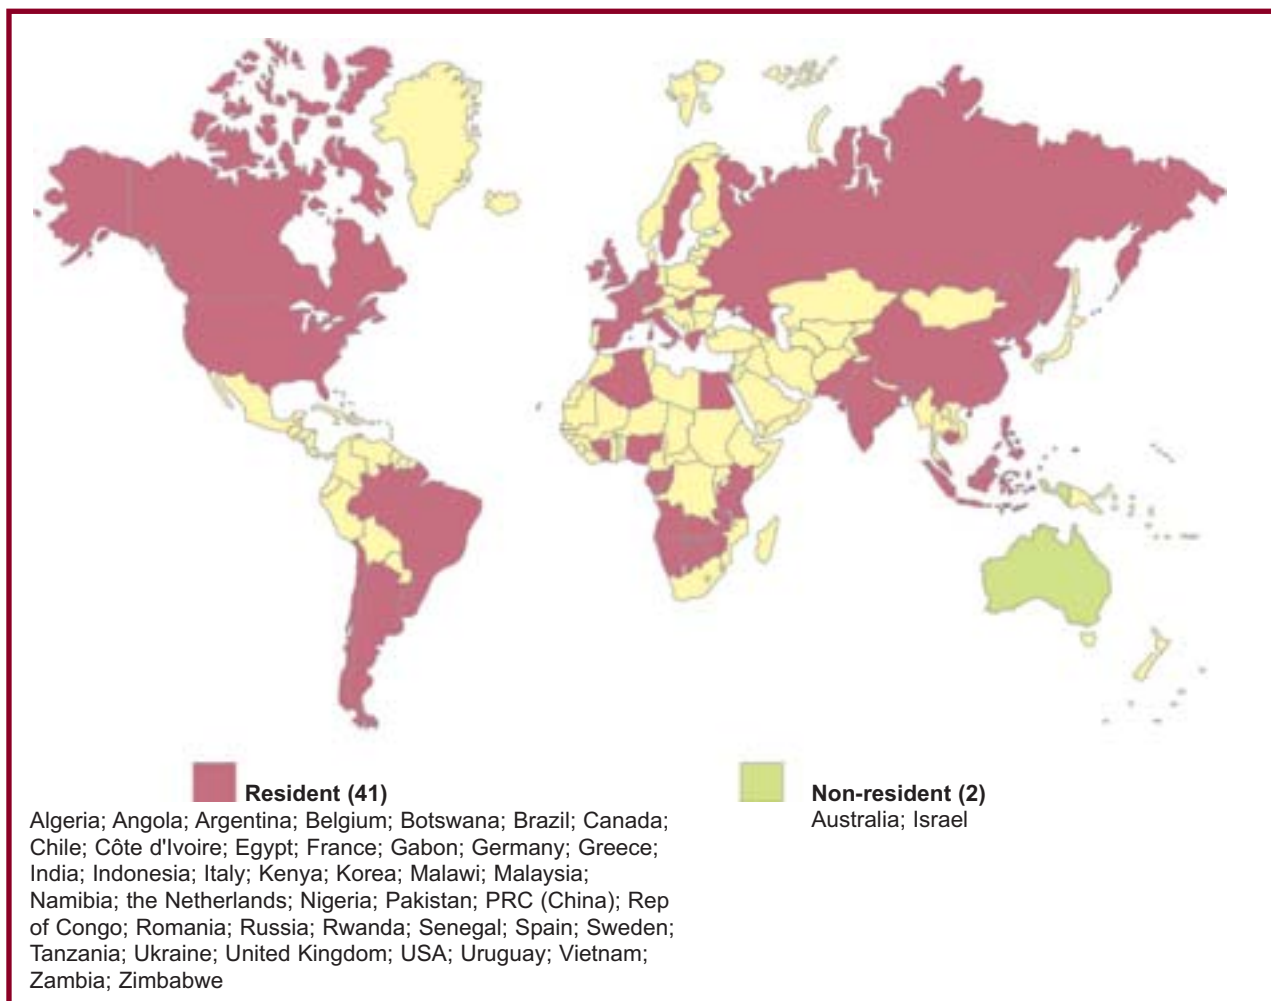 Resident (41)
Algeria; Angola; Argentina; Belgium; Botswana; Brazil; Canada;
Chile; Côte d'Ivoire; Egypt; France; Gabon; Germany; Greece;
India; Indonesia; Italy; Kenya; Korea; Malawi; Malaysia;
Namibia; the Netherlands; Nigeria; Pakistan; PRC (China); Rep
of Congo; Romania; Russia; Rwanda; Senegal; Spain; Sweden;
Tanzania; Ukraine; United Kingdom; USA; Uruguay; Vietnam;
Zambia; Zimbabwe
Non-resident (2)
Australia; Israel